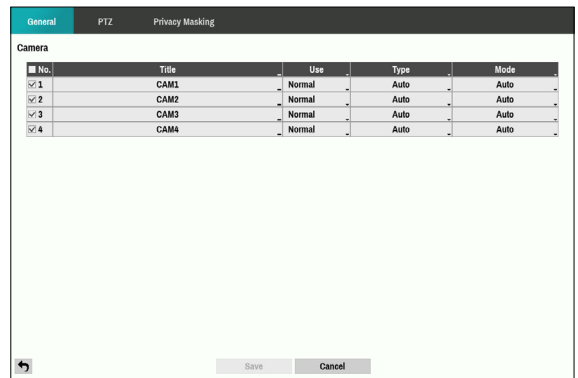 General PTZ Privacy Masking
Camera
No. Title Use Type Mode
1 CAM1 Normal Auto Auto
2 CAM2 Normal Auto Auto
3 CAM3 Normal Auto Auto
4 CAM4 Normal Auto Auto
Save Cancel